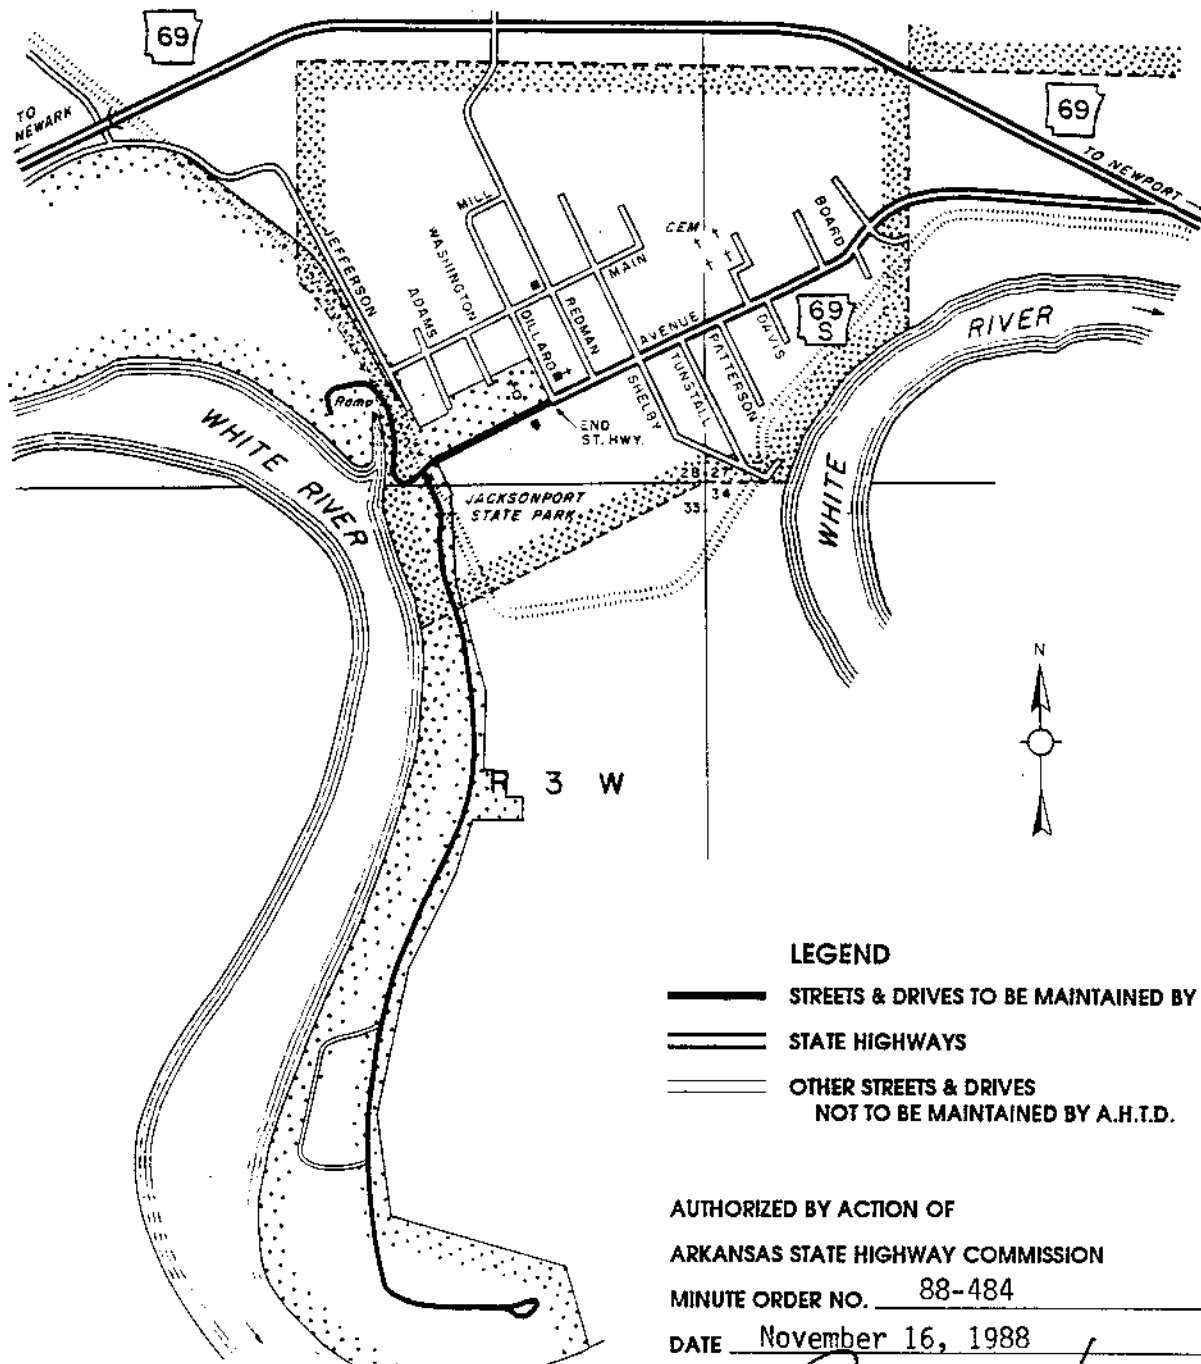 69
TO
NEWARK
69
TO NEWPORT
MILL
BOARD
CEM
JEFFERSON
WASHINGTON
ADAMS
MAIN
DILLARD
REDMAN
AVENUE
69
S
DAVIS
PATTERSON
TUNSTALL
SHELBY
RIVER
Ramp
END
ST. HWY.
WHITE RIVER
WHITE
28 27
33 34
JACKSONPORT
STATE PARK
N
R 3 W
LEGEND
STREETS & DRIVES TO BE MAINTAINED BY
STATE HIGHWAYS
OTHER STREETS & DRIVES
NOT TO BE MAINTAINED BY A.H.T.D.
AUTHORIZED BY ACTION OF
ARKANSAS STATE HIGHWAY COMMISSION
MINUTE ORDER NO. 88-484
DATE November 16, 1988